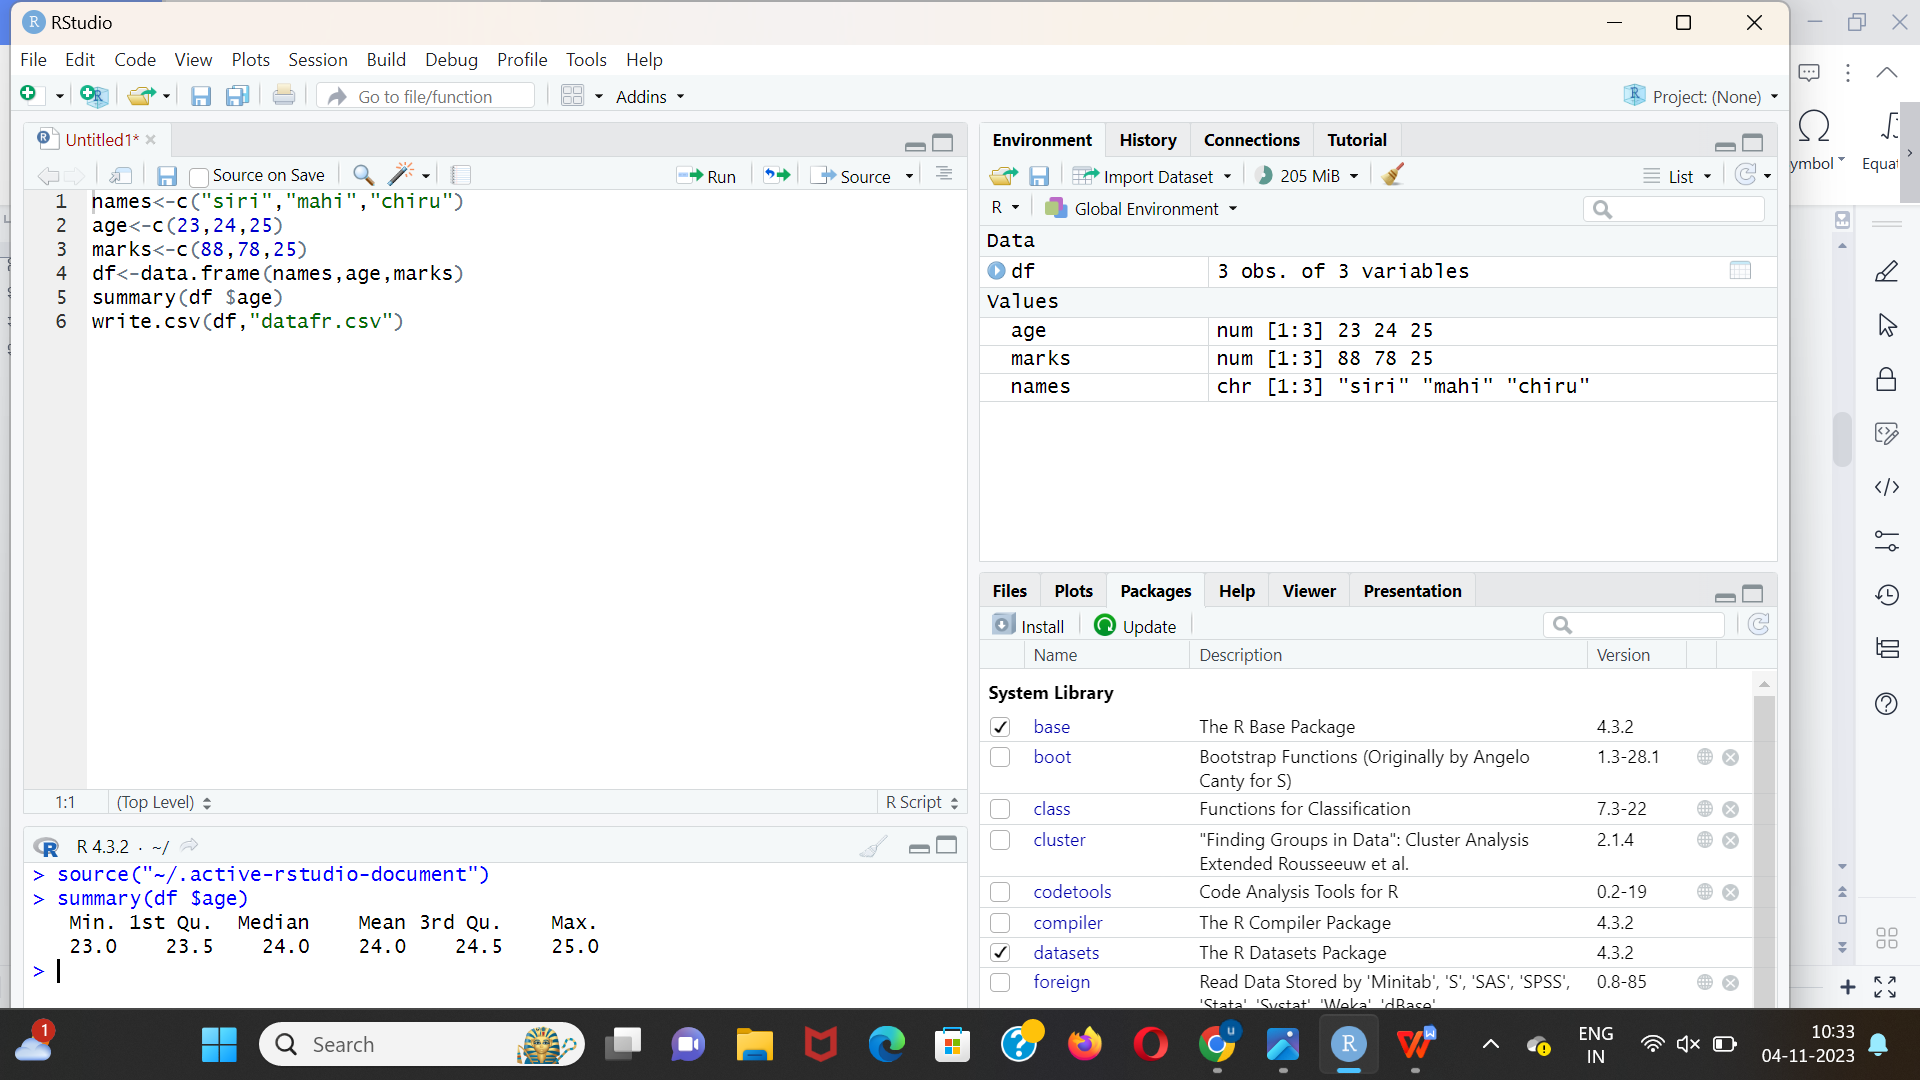 RStudio
File Edit Code View Plots Session Build Debug Profile Tools Help
Go to file/function Addins Project: (None)
Untitled1*
Source on Save Run Source
1 names<-c("siri","mahi","chiru")
2 age<-c(23,24,25)
3 marks<-c(88,78,25)
4 df<-data.frame(names,age,marks)
5 summary(df $age)
6 write.csv(df,"datafr.csv")
1:1 (Top Level) R Script
R 4.3.2 · ~/
> source("~/.active-rstudio-document")
> summary(df $age)
Min. 1st Qu. Median Mean 3rd Qu. Max.
23.0 23.5 24.0 24.0 24.5 25.0
>
Environment History Connections Tutorial
Import Dataset 205 MiB List
R Global Environment
Data
df 3 obs. of 3 variables
Values
age num [1:3] 23 24 25
marks num [1:3] 88 78 25
names chr [1:3] "siri" "mahi" "chiru"
Files Plots Packages Help Viewer Presentation
Install Update
Name Description Version
System Library
base The R Base Package 4.3.2
boot Bootstrap Functions (Originally by Angelo 1.3-28.1
Canty for S)
class Functions for Classification 7.3-22
cluster "Finding Groups in Data": Cluster Analysis 2.1.4
Extended Rousseeuw et al.
codetools Code Analysis Tools for R 0.2-19
compiler The R Compiler Package 4.3.2
datasets The R Datasets Package 4.3.2
foreign Read Data Stored by 'Minitab', 'S', 'SAS', 'SPSS', 0.8-85
'Stata', 'Systat', 'Weka', 'dBase',
ymbol Equat
1 Search ENG 10:33
IN 04-11-2023